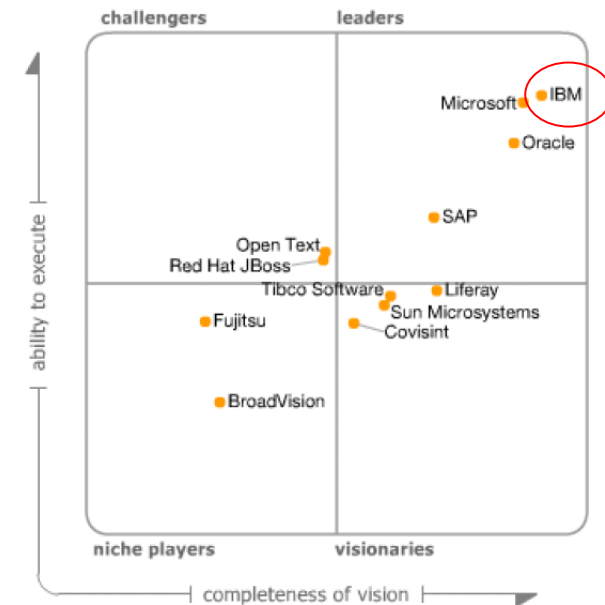 challengers
leaders
IBM
Microsoft
Oracle
SAP
Open Text
Red Hat JBoss
Tibco Software
Liferay
Sun Microsystems
Fujitsu
Covisint
BroadVision
ability to execute
niche players
visionaries
completeness of vision